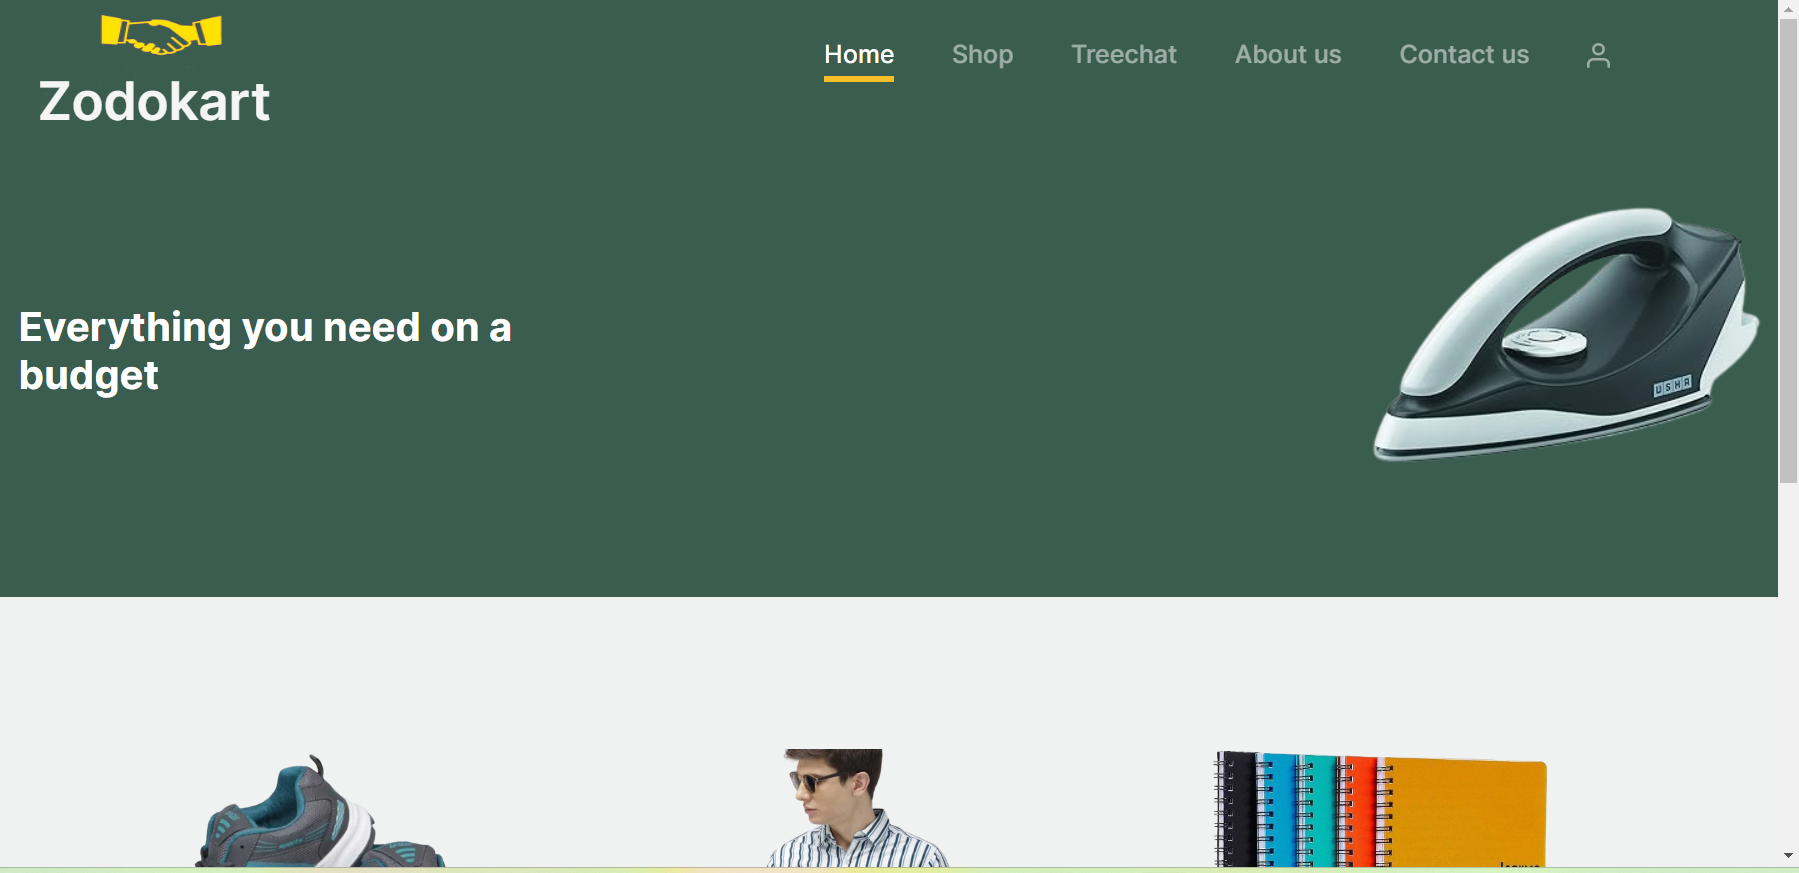 Home Shop Treechat About us Contact us
Zodokart
Everything you need on a
budget
USHA